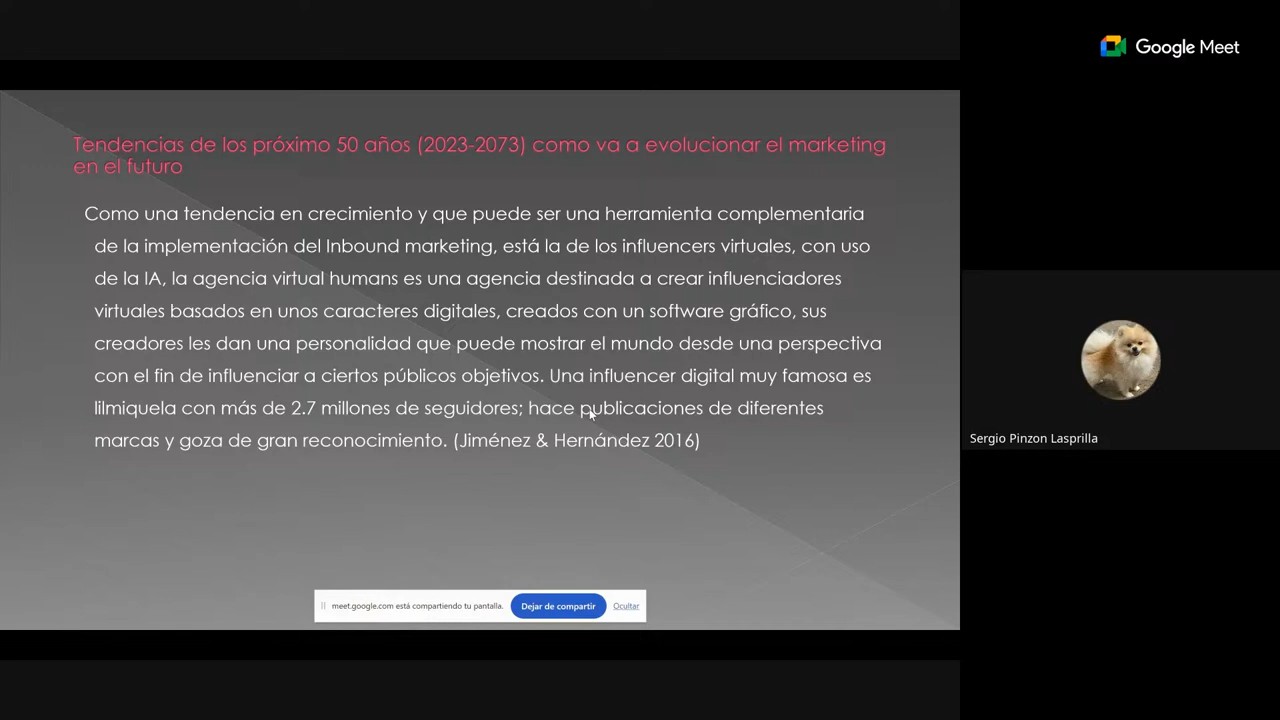 Google Meet
Tendencias de los próximo 50 años (2023-2073) como va a evolucionar el marketing
en el futuro
Como una tendencia en crecimiento y que puede ser una herramienta complementaria
de la implementación del Inbound marketing, está la de los influencers virtuales, con uso
de la IA, la agencia virtual humans es una agencia destinada a crear influenciadores
virtuales basados en unos caracteres digitales, creados con un software gráfico, sus
creadores les dan una personalidad que puede mostrar el mundo desde una perspectiva
con el fin de influenciar a ciertos públicos objetivos. Una influencer digital muy famosa es
lilmiquela con más de 2.7 millones de seguidores; hace publicaciones de diferentes
marcas y goza de gran reconocimiento. (Jiménez & Hernández 2016)
Sergio Pinzon Lasprilla
meet.google.com está compartiendo tu pantalla.
Dejar de compartir
Ocultar